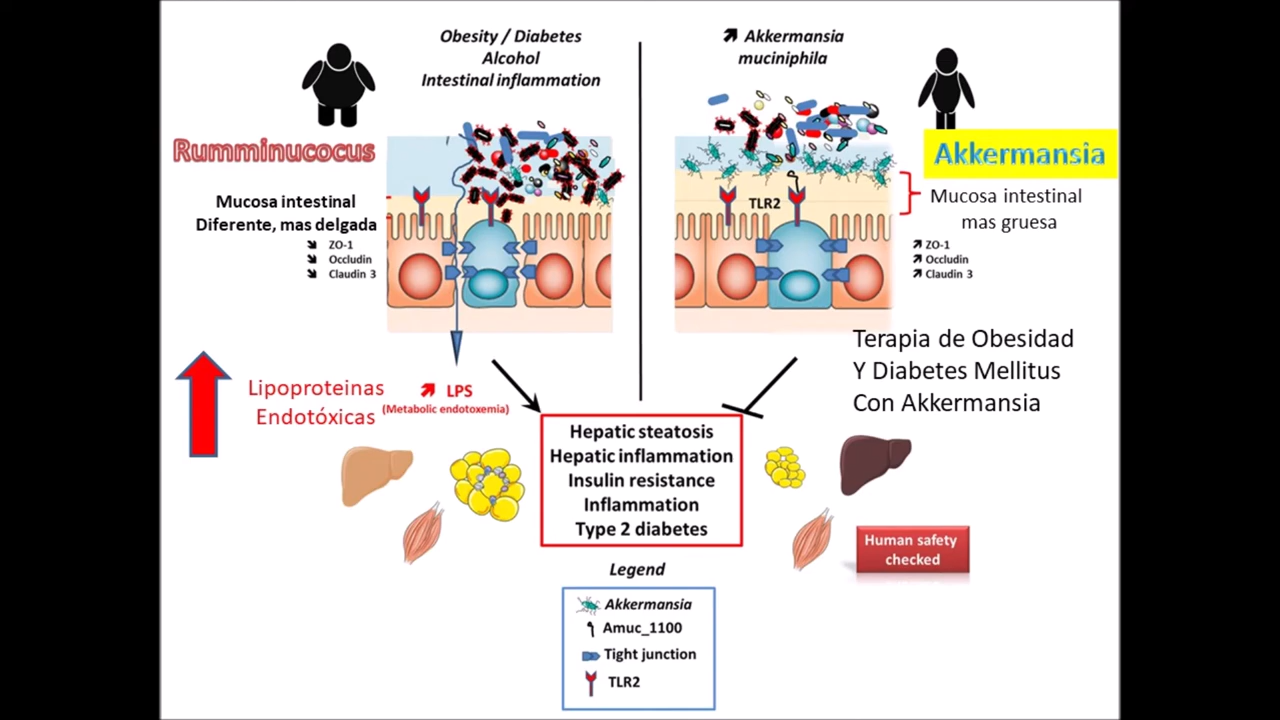 Obesity / Diabetes
Alcohol
Intestinal inflammation
Rumminucocus
Mucosa intestinal
Diferente, mas delgada
ZO-1
Occludin
Claudin 3
Akkermansia
muciniphila
Akkermansia
TLR2
Mucosa intestinal
mas gruesa
ZO-1
Occludin
Claudin 3
Terapia de Obesidad
Y Diabetes Mellitus
Con Akkermansia
Lipoproteinas
Endotóxicas
LPS
(Metabolic endotoxemia)
Hepatic steatosis
Hepatic inflammation
Insulin resistance
Inflammation
Type 2 diabetes
Human safety
checked
Legend
Akkermansia
Amuc_1100
Tight junction
TLR2